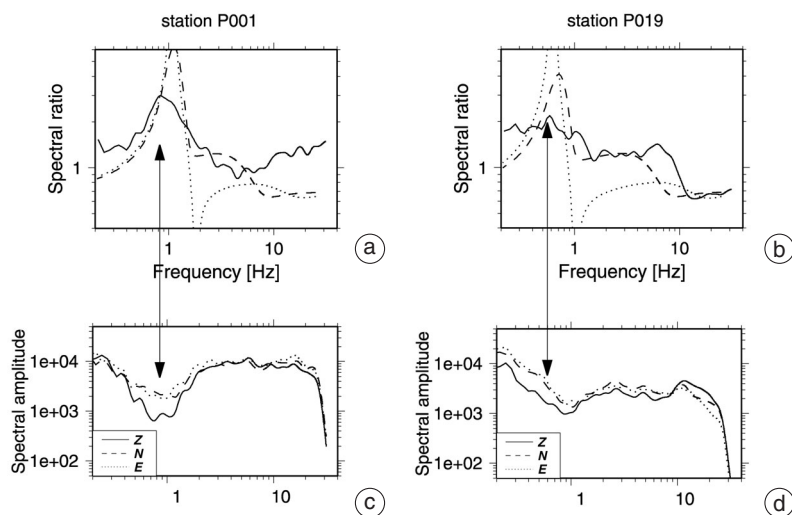 station P001
station P019
Spectral ratio
1
1
10
Frequency [Hz]
a
Spectral ratio
1
1
10
Frequency [Hz]
b
Spectral amplitude
1e+04
1e+03
1e+02
Z
N
E
1
10
c
Spectral amplitude
1e+04
1e+03
1e+02
Z
N
E
1
10
d